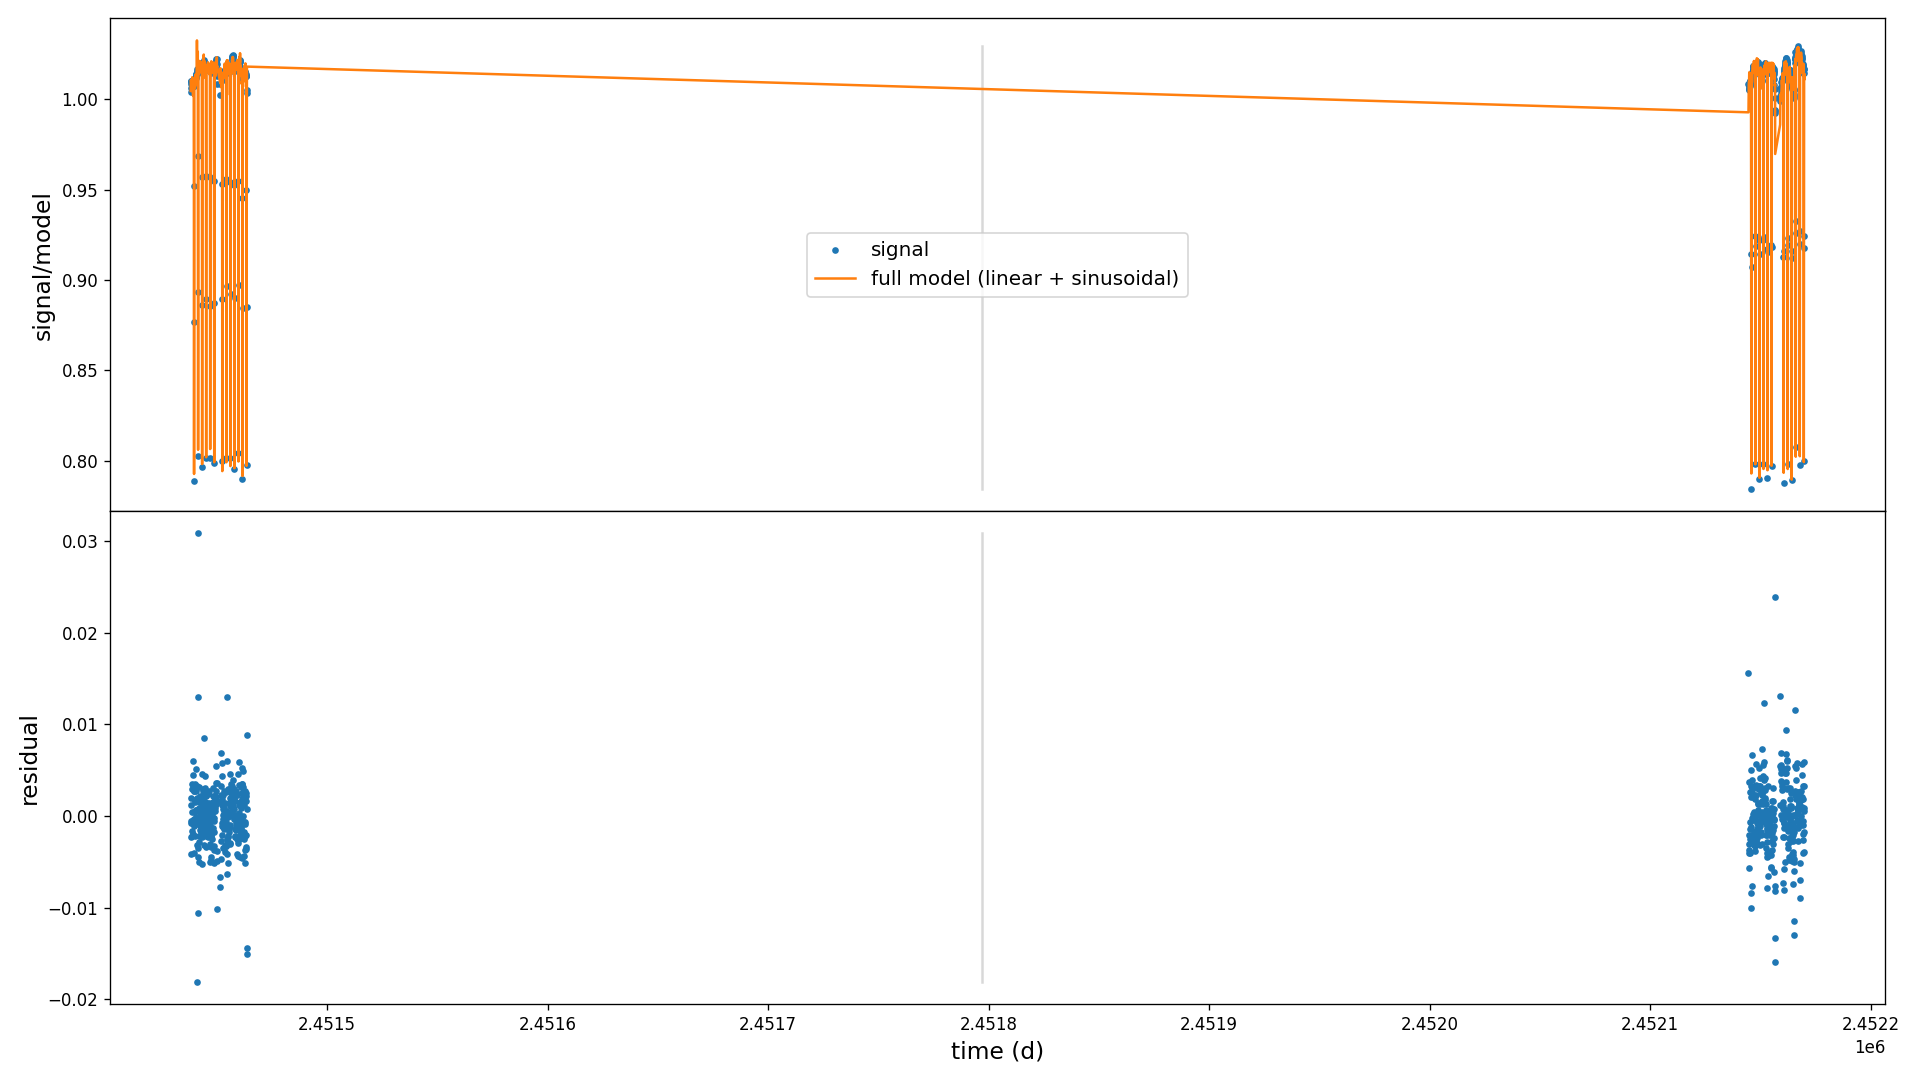 signal/model
1.00
0.95
0.90
0.85
0.80
signal
full model (linear + sinusoidal)
residual
0.03
0.02
0.01
0.00
−0.01
−0.02
2.4515 2.4516 2.4517 2.4518 2.4519 2.4520 2.4521 2.4522
1e6
time (d)